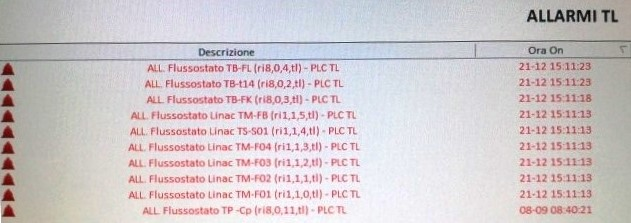 ALLARMI TL
Descrizione Ora On
ALL. Flussostato TB-FL (ri8,0,4,tl) - PLC TL 21-12 15:11:23
ALL. Flussostato TB-t14 (ri8,0,2,tl) - PLC TL 21-12 15:11:23
ALL. Flussostato TB-FK (ri8,0,3,tl) - PLC TL 21-12 15:11:18
ALL. Flussostato Linac TM-FB (ri1,1,5,tl) - PLC TL 21-12 15:11:13
ALL. Flussostato Linac TS-S01 (ri1,1,4,tl) - PLC TL 21-12 15:11:13
ALL. Flussostato Linac TM-F04 (ri1,1,3,tl) - PLC TL 21-12 15:11:13
ALL. Flussostato Linac TM-F03 (ri1,1,2,tl) - PLC TL 21-12 15:11:13
ALL. Flussostato Linac TM-F02 (ri1,1,1,tl) - PLC TL 21-12 15:11:13
ALL. Flussostato Linac TM-F01 (ri1,1,0,tl) - PLC TL 21-12 15:11:13
ALL. Flussostato TP -Cp (ri8,0,11,tl) - PLC TL 08-09 08:40:21